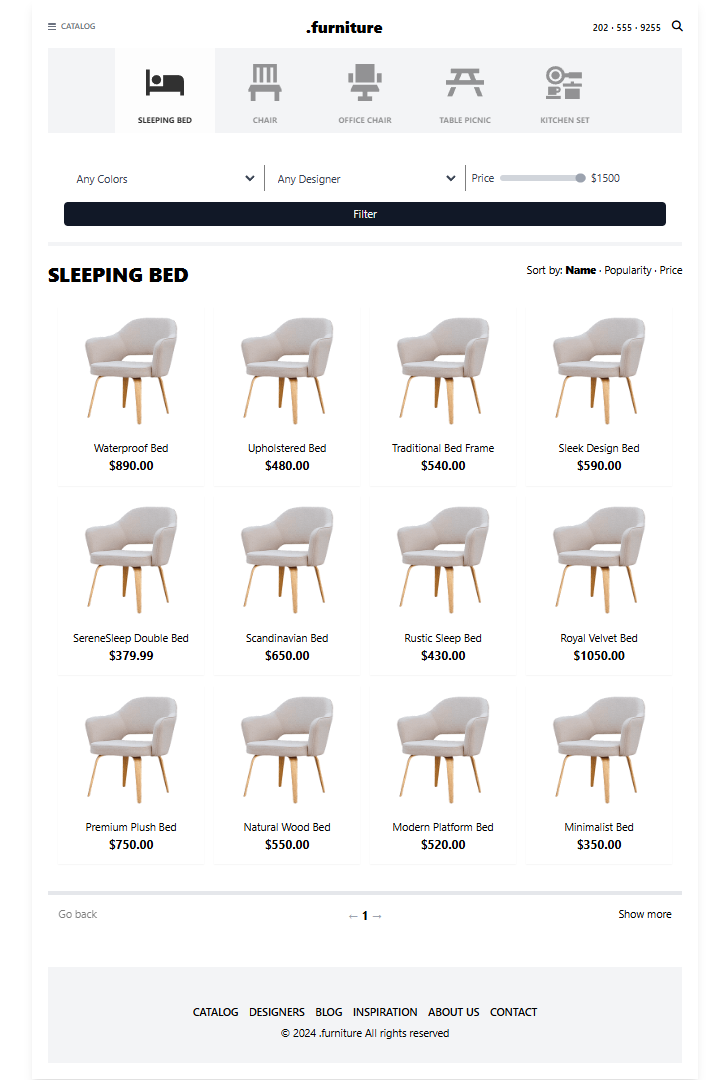 CATALOG
.furniture
202 · 555 · 9255
SLEEPING BED
CHAIR
OFFICE CHAIR
TABLE PICNIC
KITCHEN SET
Any Colors
Any Designer
Price
$1500
Filter
SLEEPING BED
Sort by: Name · Popularity · Price
Waterproof Bed
$890.00
Upholstered Bed
$480.00
Traditional Bed Frame
$540.00
Sleek Design Bed
$590.00
SereneSleep Double Bed
$379.99
Scandinavian Bed
$650.00
Rustic Sleep Bed
$430.00
Royal Velvet Bed
$1050.00
Premium Plush Bed
$750.00
Natural Wood Bed
$550.00
Modern Platform Bed
$520.00
Minimalist Bed
$350.00
Go back
← 1 →
Show more
CATALOG DESIGNERS BLOG INSPIRATION ABOUT US CONTACT
© 2024 .furniture All rights reserved